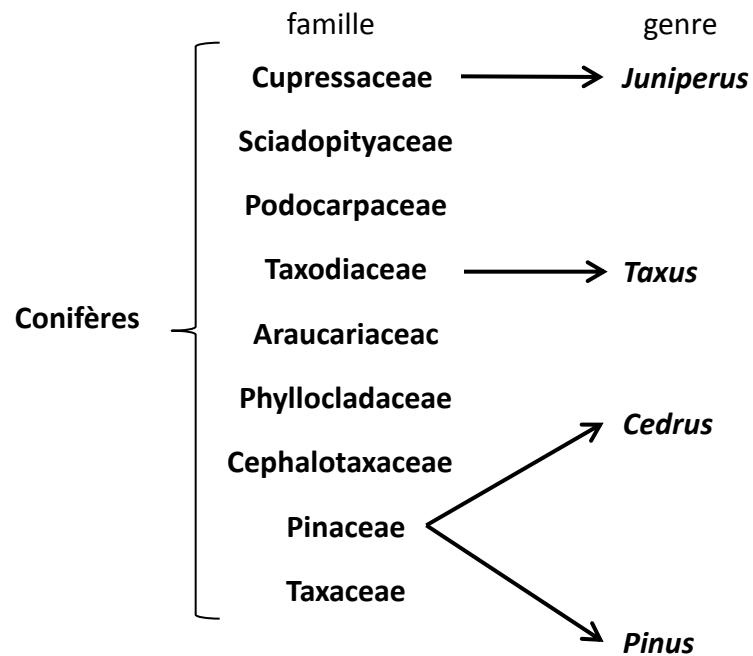 famille genre
Cupressaceae Juniperus
Sciadopityaceae
Podocarpaceae
Taxodiaceae Taxus
Conifères
Araucariaceac
Phyllocladaceae
Cedrus
Cephalotaxaceae
Pinaceae
Taxaceae
Pinus